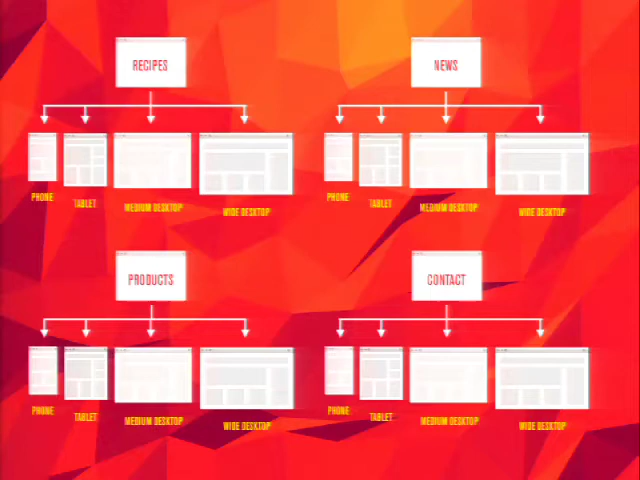 RECIPES
NEWS
PHONE
TABLET
MEDIUM DESKTOP
WIDE DESKTOP
PHONE
TABLET
MEDIUM DESKTOP
WIDE DESKTOP
PRODUCTS
CONTACT
PHONE
TABLET
MEDIUM DESKTOP
WIDE DESKTOP
PHONE
TABLET
MEDIUM DESKTOP
WIDE DESKTOP